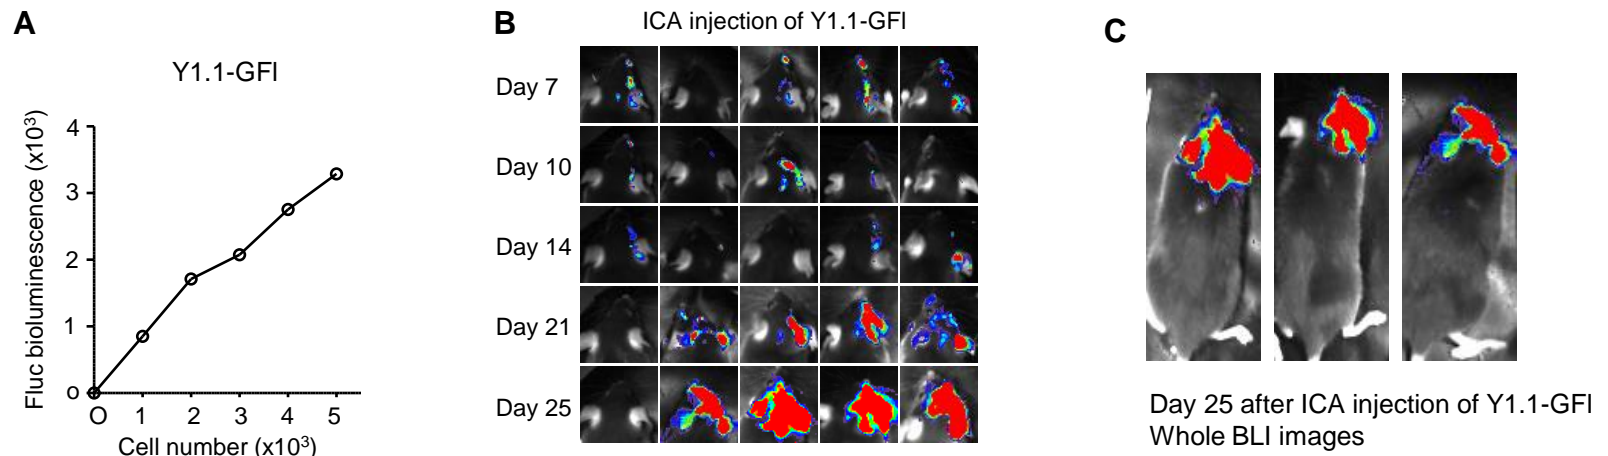 A
Y1.1-GFl
Fluc bioluminescence (x10³)
4
3
2
1
0
0 1 2 3 4 5
Cell number (x10³)
B
ICA injection of Y1.1-GFl
Day 7
Day 10
Day 14
Day 21
Day 25
C
Day 25 after ICA injection of Y1.1-GFl
Whole BLI images